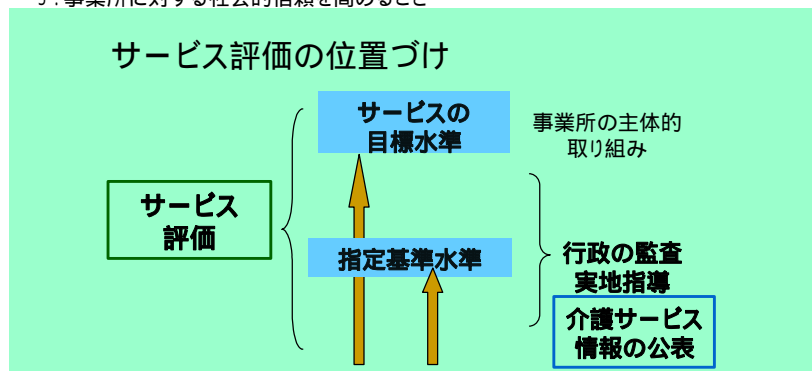 サービス評価の位置づけ
サービスの
目標水準
事業所の主体的
取り組み
サービス
評価
指定基準水準
行政の監査
実地指導
介護サービス
情報の公表